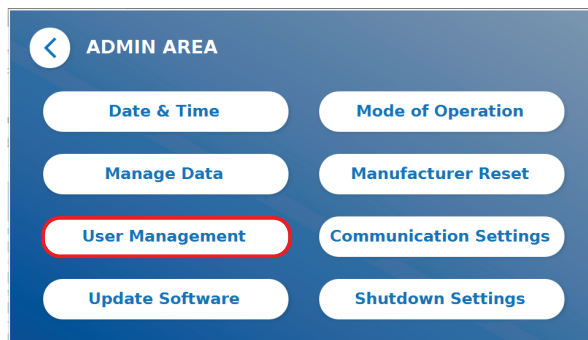 ADMIN AREA
Date & Time
Mode of Operation
Manage Data
Manufacturer Reset
User Management
Communication Settings
Update Software
Shutdown Settings